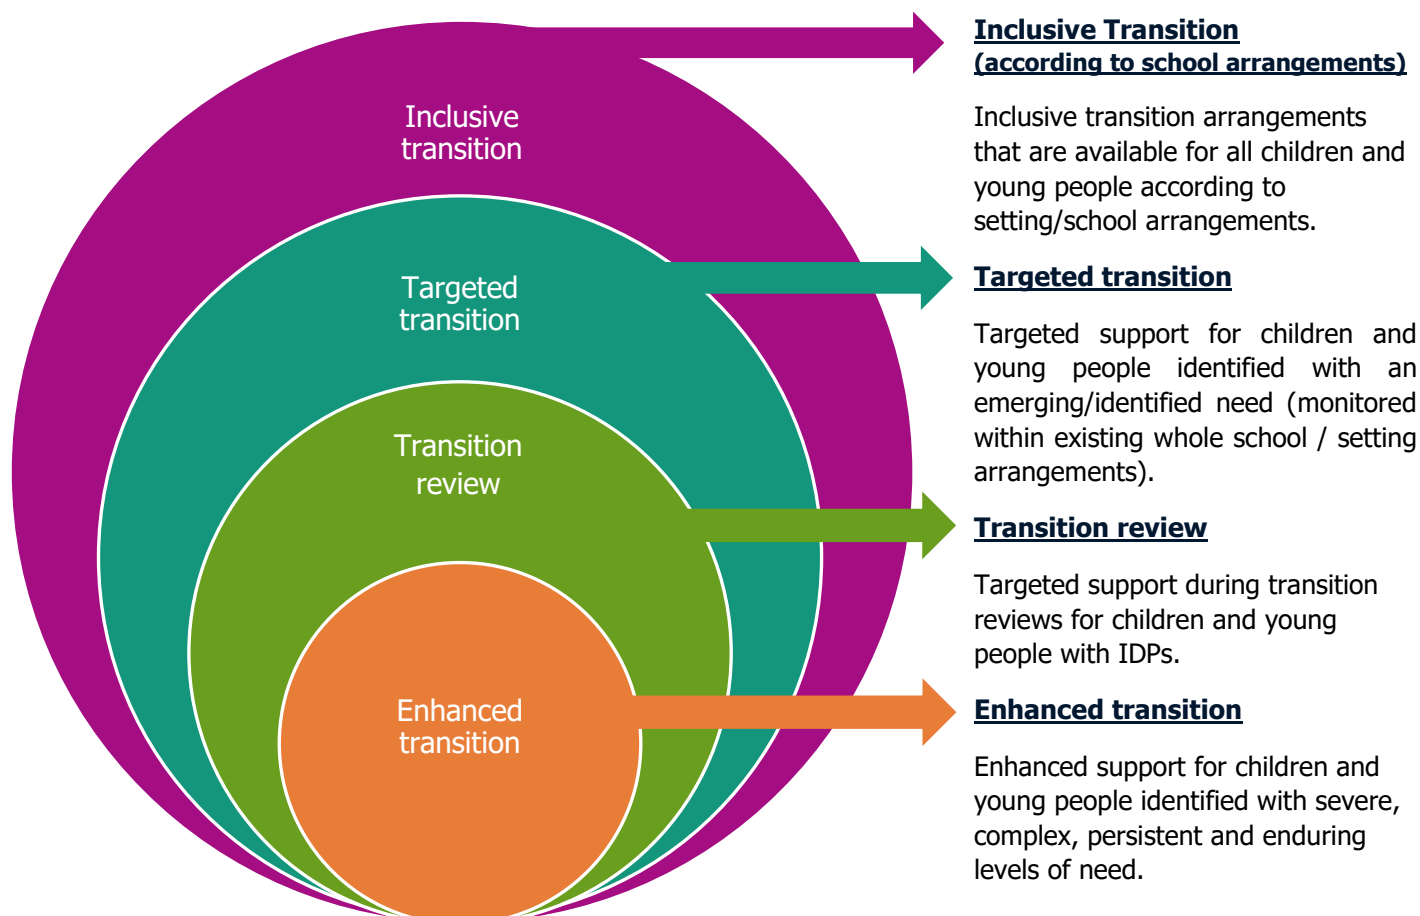 Inclusive
transition
Targeted
transition
Transition
review
Enhanced
transition
Inclusive Transition
(according to school arrangements)
Inclusive transition arrangements
that are available for all children and
young people according to
setting/school arrangements.
Targeted transition
Targeted support for children and
young people identified with an
emerging/identified need (monitored
within existing whole school / setting
arrangements).
Transition review
Targeted support during transition
reviews for children and young
people with IDPs.
Enhanced transition
Enhanced support for children and
young people identified with severe,
complex, persistent and enduring
levels of need.